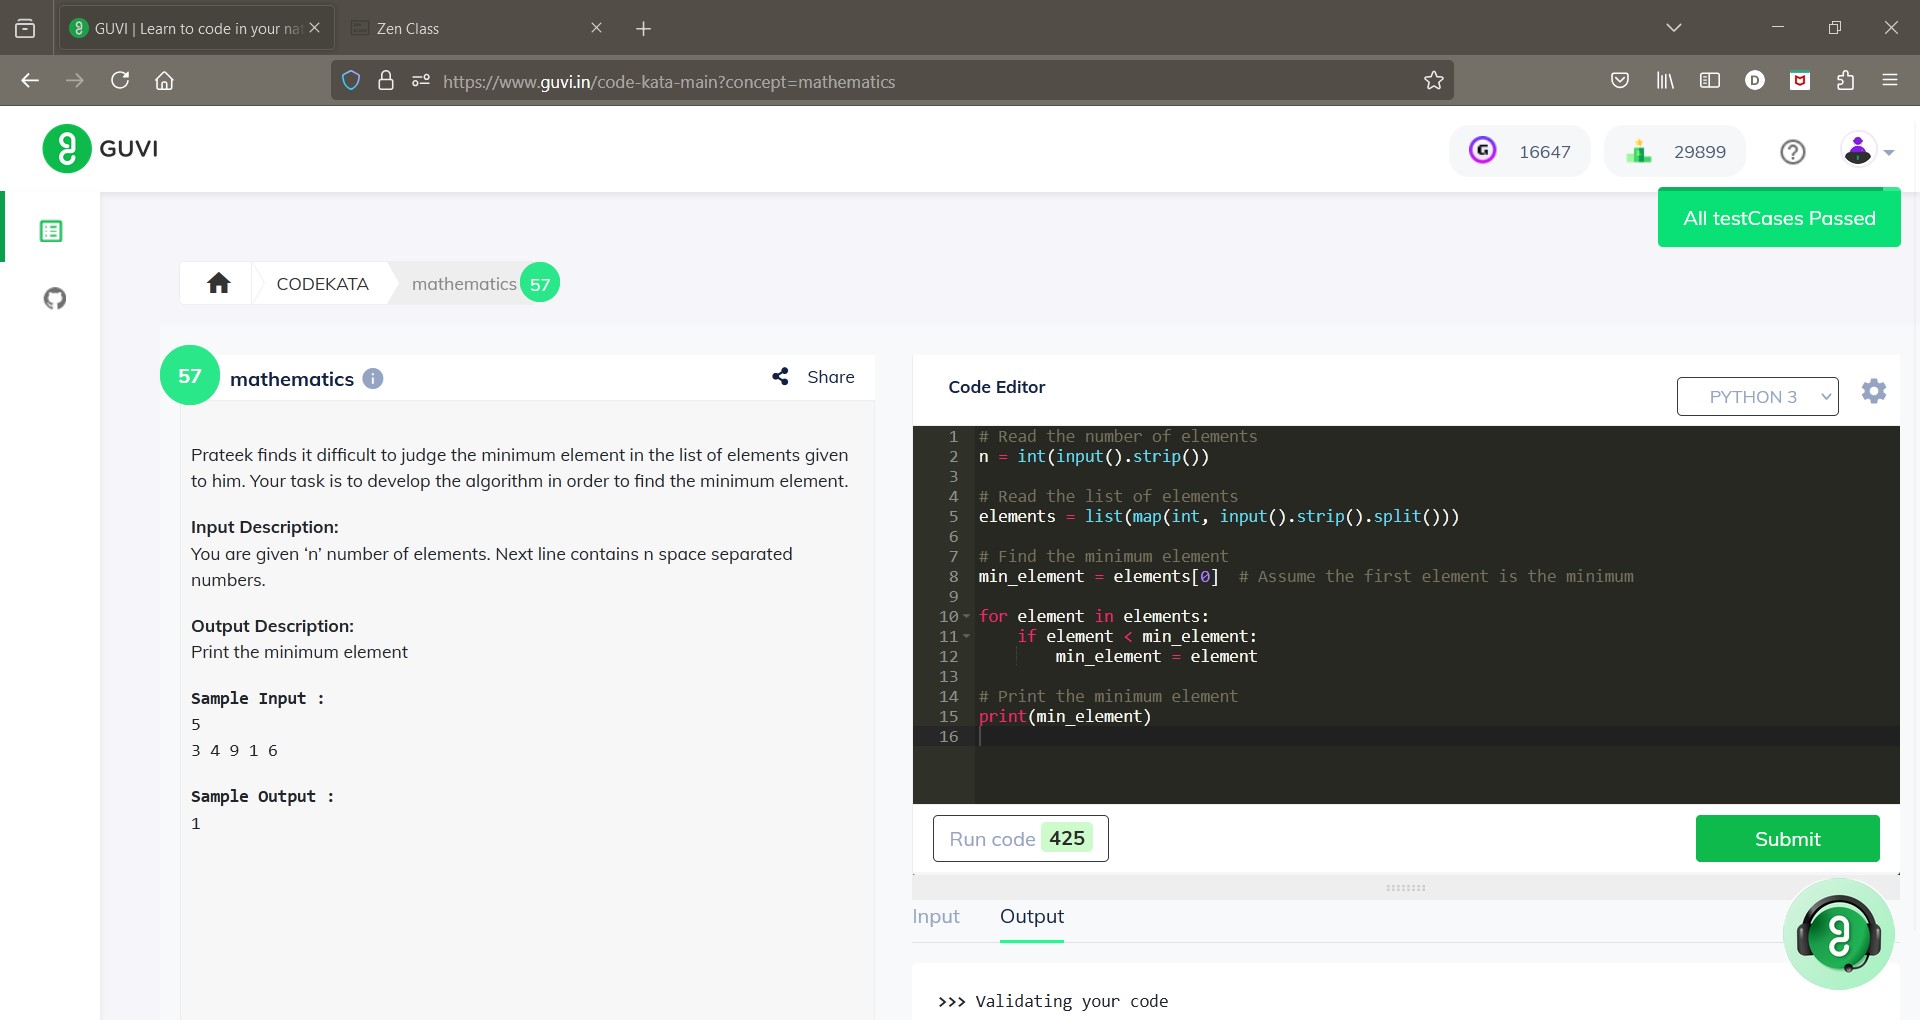 GUVI | Learn to code in your nat
Zen Class
https://www.guvi.in/code-kata-main?concept=mathematics
D
GUVI
G 16647
29899
All testCases Passed
CODEKATA
mathematics 57
57 mathematics
Share
Prateek finds it difficult to judge the minimum element in the list of elements given
to him. Your task is to develop the algorithm in order to find the minimum element.
Input Description:
You are given ‘n’ number of elements. Next line contains n space separated
numbers.
Output Description:
Print the minimum element
Sample Input :
5
3 4 9 1 6
Sample Output :
1
Code Editor
PYTHON 3
1 # Read the number of elements
2 n = int(input().strip())
3
4 # Read the list of elements
5 elements = list(map(int, input().strip().split()))
6
7 # Find the minimum element
8 min_element = elements[0]  # Assume the first element is the minimum
9
10 for element in elements:
11     if element < min_element:
12         min_element = element
13
14 # Print the minimum element
15 print(min_element)
16
Run code 425
Submit
Input
Output
>>> Validating your code